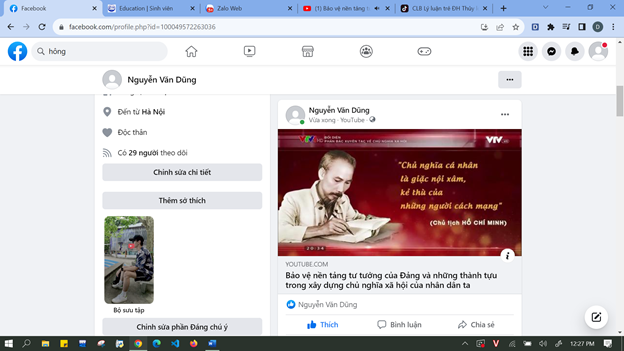 Facebook
Education | Sinh viên
Zalo Web
(1) Bảo vệ nền tảng t
CLB Lý luận trẻ ĐH Thủy l
facebook.com/profile.php?id=100049572263036
hông
Nguyễn Văn Dũng
Đến từ Hà Nội
Độc thân
Có 29 người theo dõi
Chỉnh sửa chi tiết
Thêm sở thích
Bộ sưu tập
Chỉnh sửa phần Đáng chú ý
Nguyễn Văn Dũng
Vừa xong · YouTube ·
VTV
"Chủ nghĩa cá nhân
là giặc nội xâm,
kẻ thù của
những người cách mạng"
(Chủ tịch HỒ CHÍ MINH)
YOUTUBE.COM
Bảo vệ nền tảng tư tưởng của Đảng và những thành tựu
trong xây dựng chủ nghĩa xã hội của nhân dân ta
Nguyễn Văn Dũng
Thích
Bình luận
Chia sẻ
12:27 PM